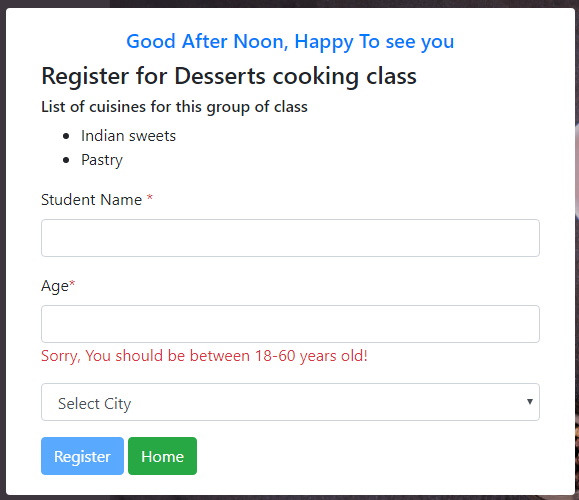 Good After Noon, Happy To see you
Register for Desserts cooking class
List of cuisines for this group of class
Indian sweets
Pastry
Student Name *
Age*
Sorry, You should be between 18-60 years old!
Select City
Register Home